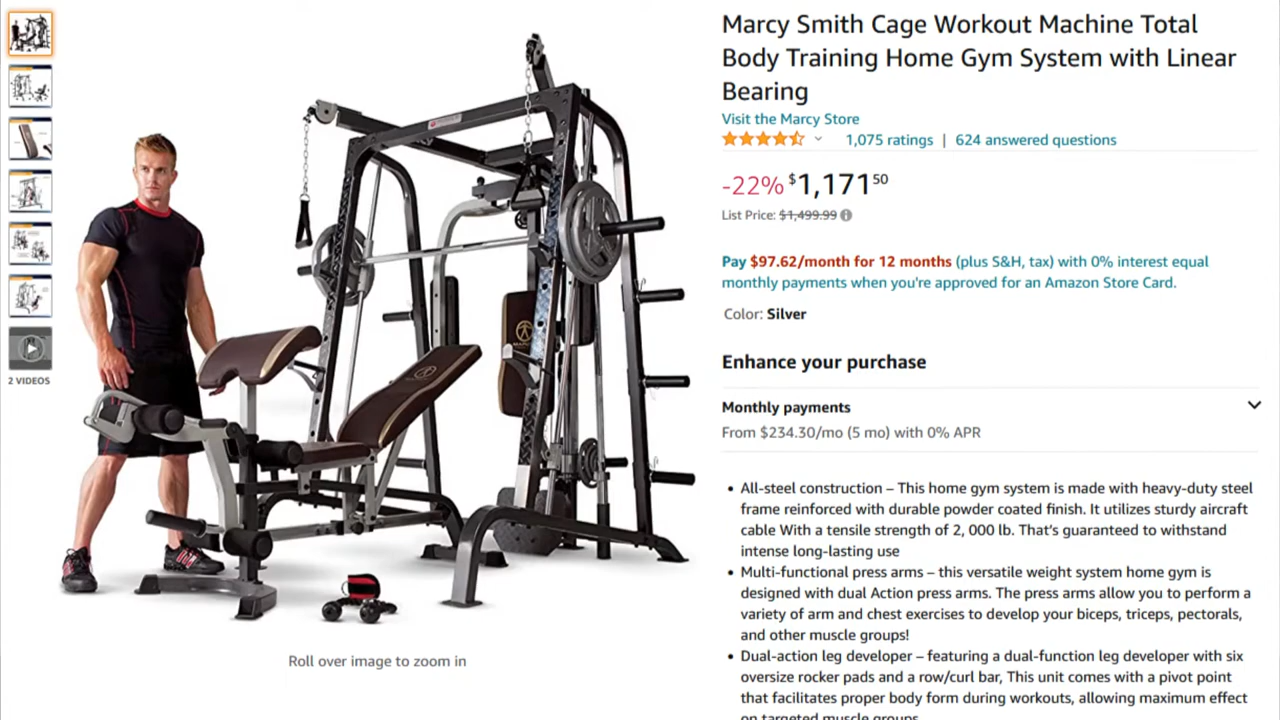 Marcy Smith Cage Workout Machine Total
Body Training Home Gym System with Linear
Bearing
Visit the Marcy Store
1,075 ratings | 624 answered questions
-22% $1,171 50
List Price: $1,499.99
Pay $97.62/month for 12 months (plus S&H, tax) with 0% interest equal
monthly payments when you're approved for an Amazon Store Card.
Color: Silver
Enhance your purchase
Monthly payments
From $234.30/mo (5 mo) with 0% APR
• All-steel construction – This home gym system is made with heavy-duty steel
frame reinforced with durable powder coated finish. It utilizes sturdy aircraft
cable With a tensile strength of 2, 000 lb. That's guaranteed to withstand
intense long-lasting use
• Multi-functional press arms – this versatile weight system home gym is
designed with dual Action press arms. The press arms allow you to perform a
variety of arm and chest exercises to develop your biceps, triceps, pectorals,
and other muscle groups!
• Dual-action leg developer – featuring a dual-function leg developer with six
oversize rocker pads and a row/curl bar, This unit comes with a pivot point
that facilitates proper body form during workouts, allowing maximum effect
on targeted muscle groups
2 VIDEOS
Roll over image to zoom in